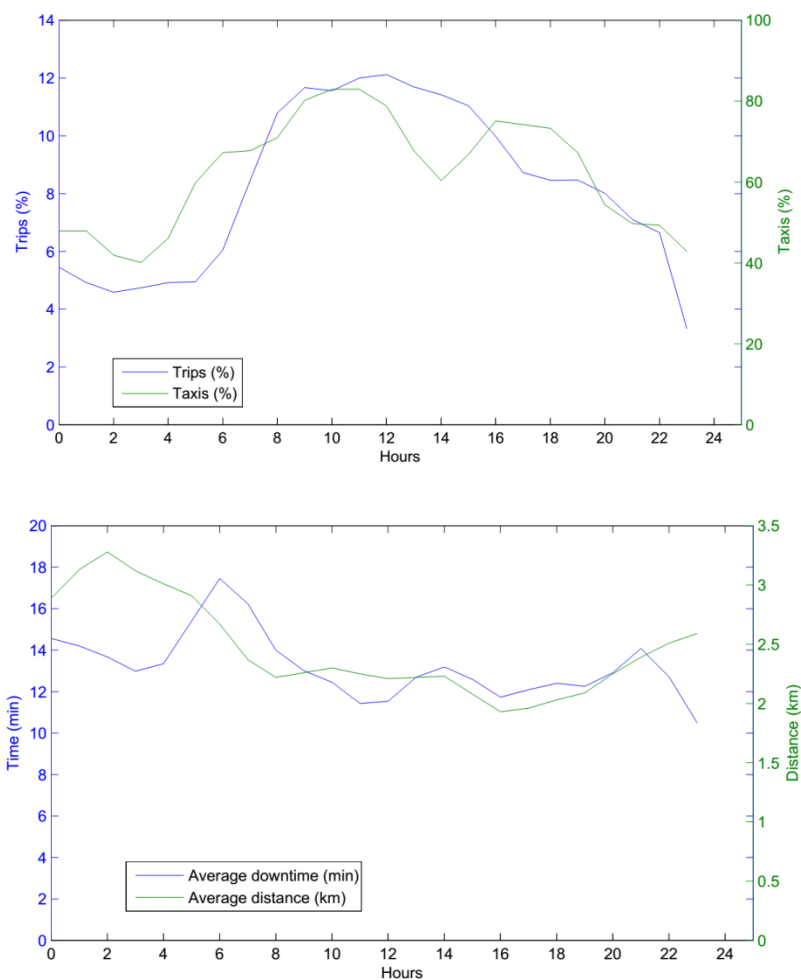 14
12
10
8
6
4
2
0
Trips (%)
100
80
60
40
20
0
Taxis (%)
Trips (%)
Taxis (%)
0 2 4 6 8 10 12 14 16 18 20 22 24
Hours
20
18
16
14
12
10
8
6
4
2
0
Time (min)
3.5
3
2.5
2
1.5
1
0.5
0
Distance (km)
Average downtime (min)
Average distance (km)
0 2 4 6 8 10 12 14 16 18 20 22 24
Hours